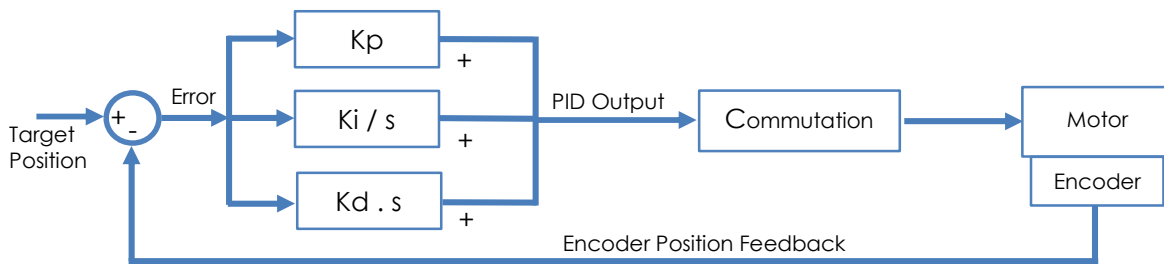 Kp
+
Error
PID Output
+
-
Ki / s
Commutation
Motor
Target
Position
+
Encoder
Kd . s
+
Encoder Position Feedback